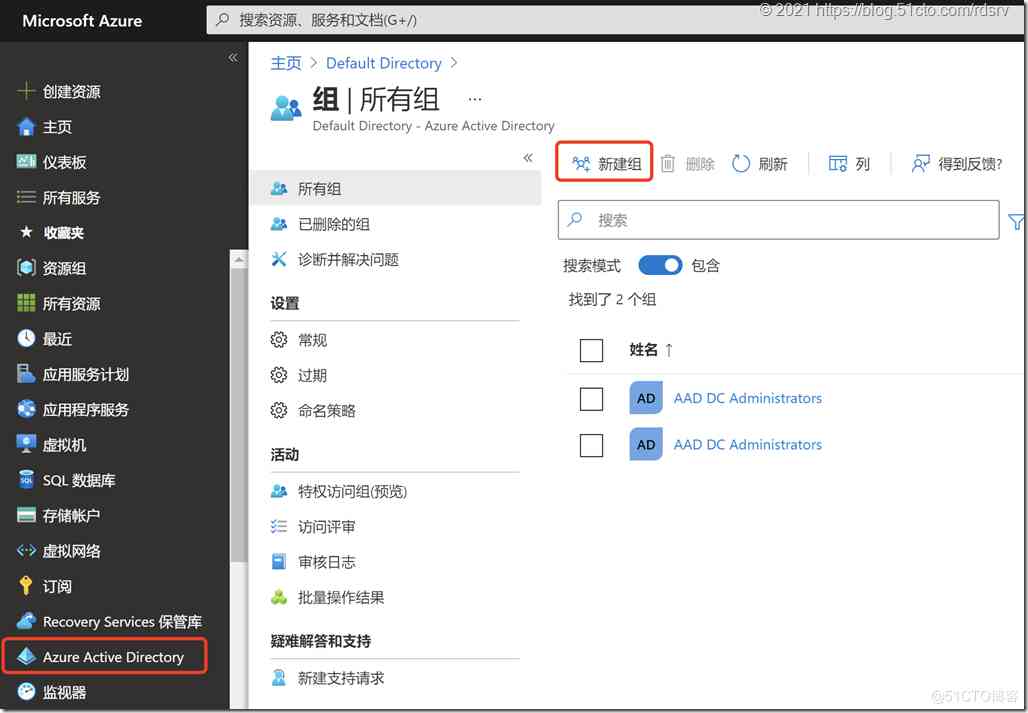 Microsoft Azure
搜索资源、服务和文档(G+/)
© 2021 https://blog.51cto.com/rdsrv
«
创建资源
主页
仪表板
所有服务
收藏夹
资源组
所有资源
最近
应用服务计划
应用程序服务
虚拟机
SQL 数据库
存储帐户
虚拟网络
订阅
Recovery Services 保管库
Azure Active Directory
监视器
主页 > Default Directory >
组 | 所有组 ...
Default Directory - Azure Active Directory
«
所有组
已删除的组
诊断并解决问题
设置
常规
过期
命名策略
活动
特权访问组(预览)
访问评审
审核日志
批量操作结果
疑难解答和支持
新建支持请求
新建组 删除 刷新 列 得到反馈?
搜索
搜索模式 包含
找到了 2 个组
姓名 ↑
AD AAD DC Administrators
AD AAD DC Administrators
@51CTO博客